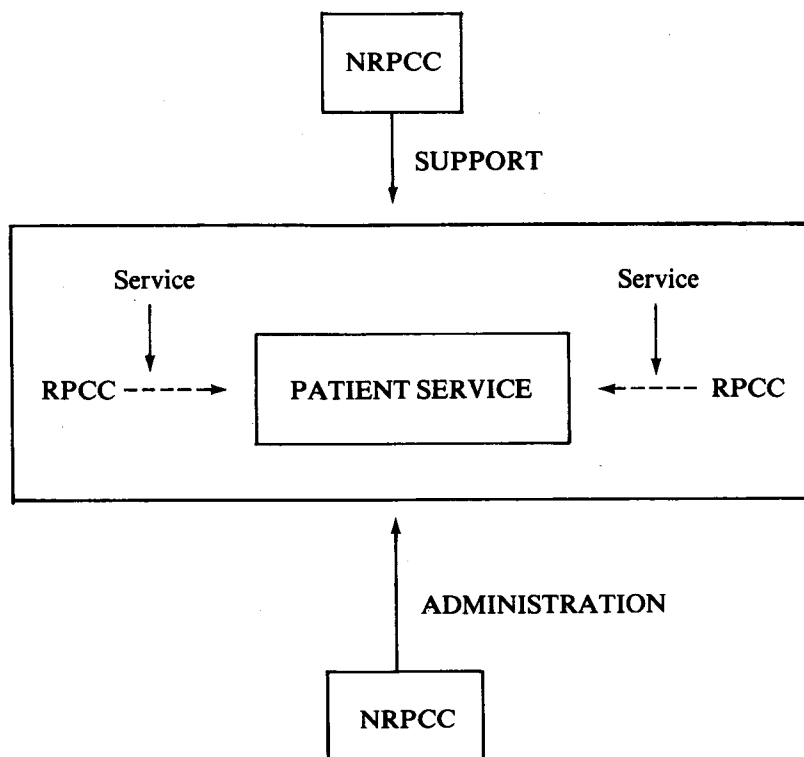 NRPCC
SUPPORT
Service
Service
RPCC
PATIENT SERVICE
RPCC
ADMINISTRATION
NRPCC